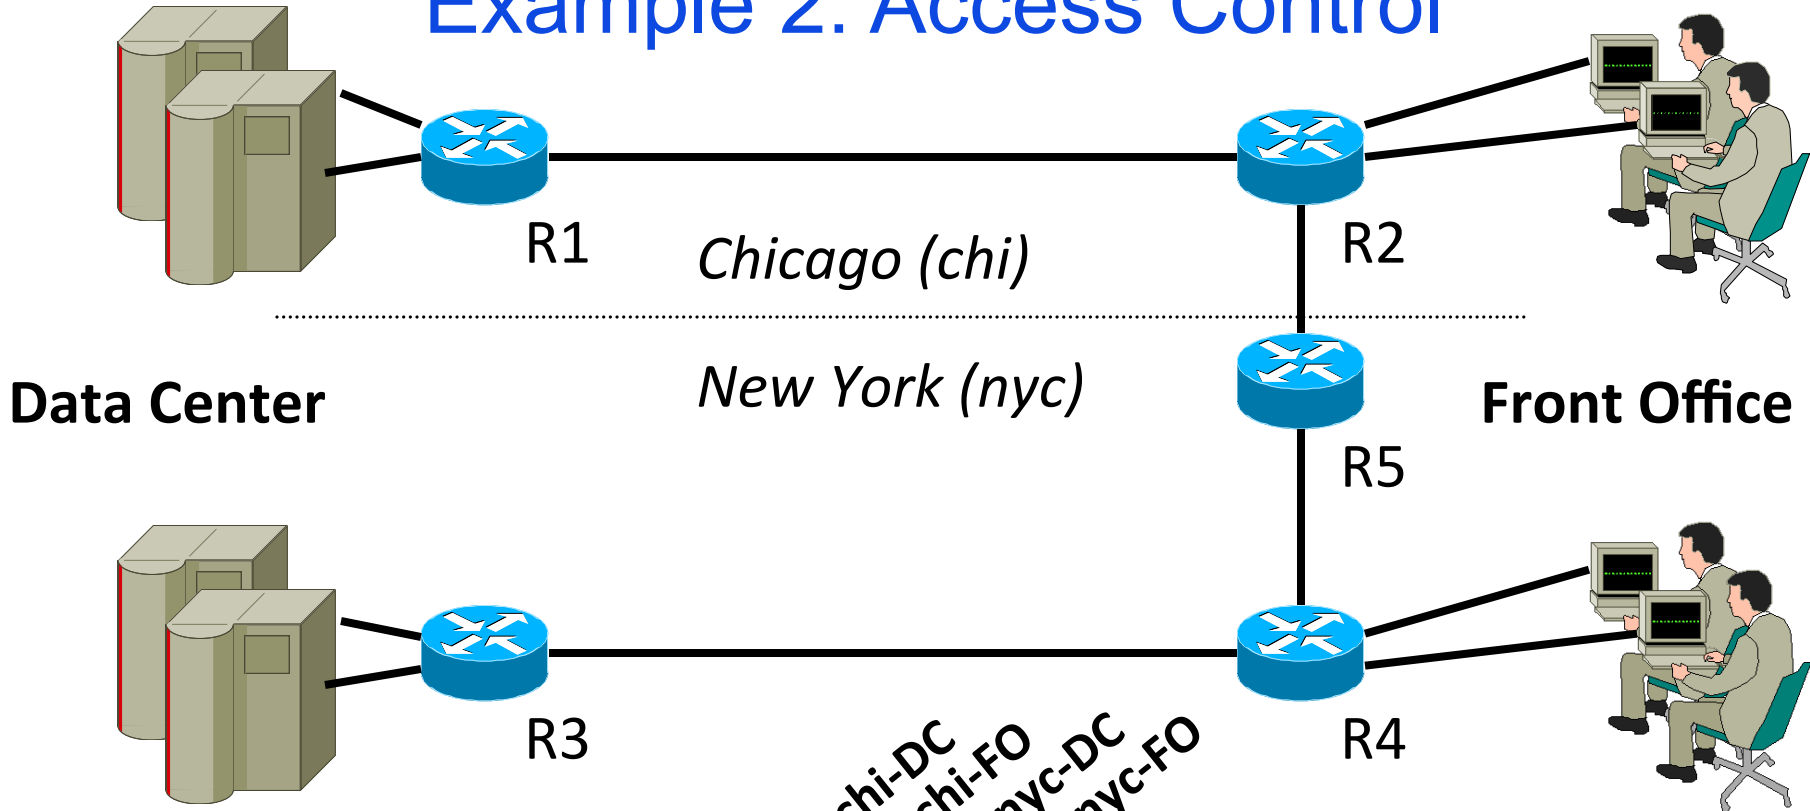 Example 2: Access Control
R1
R2
Chicago (chi)
New York (nyc)
Data Center
Front Office
R5
R3
R4
chi-DC
chi-FO
nyc-DC
nyc-FO